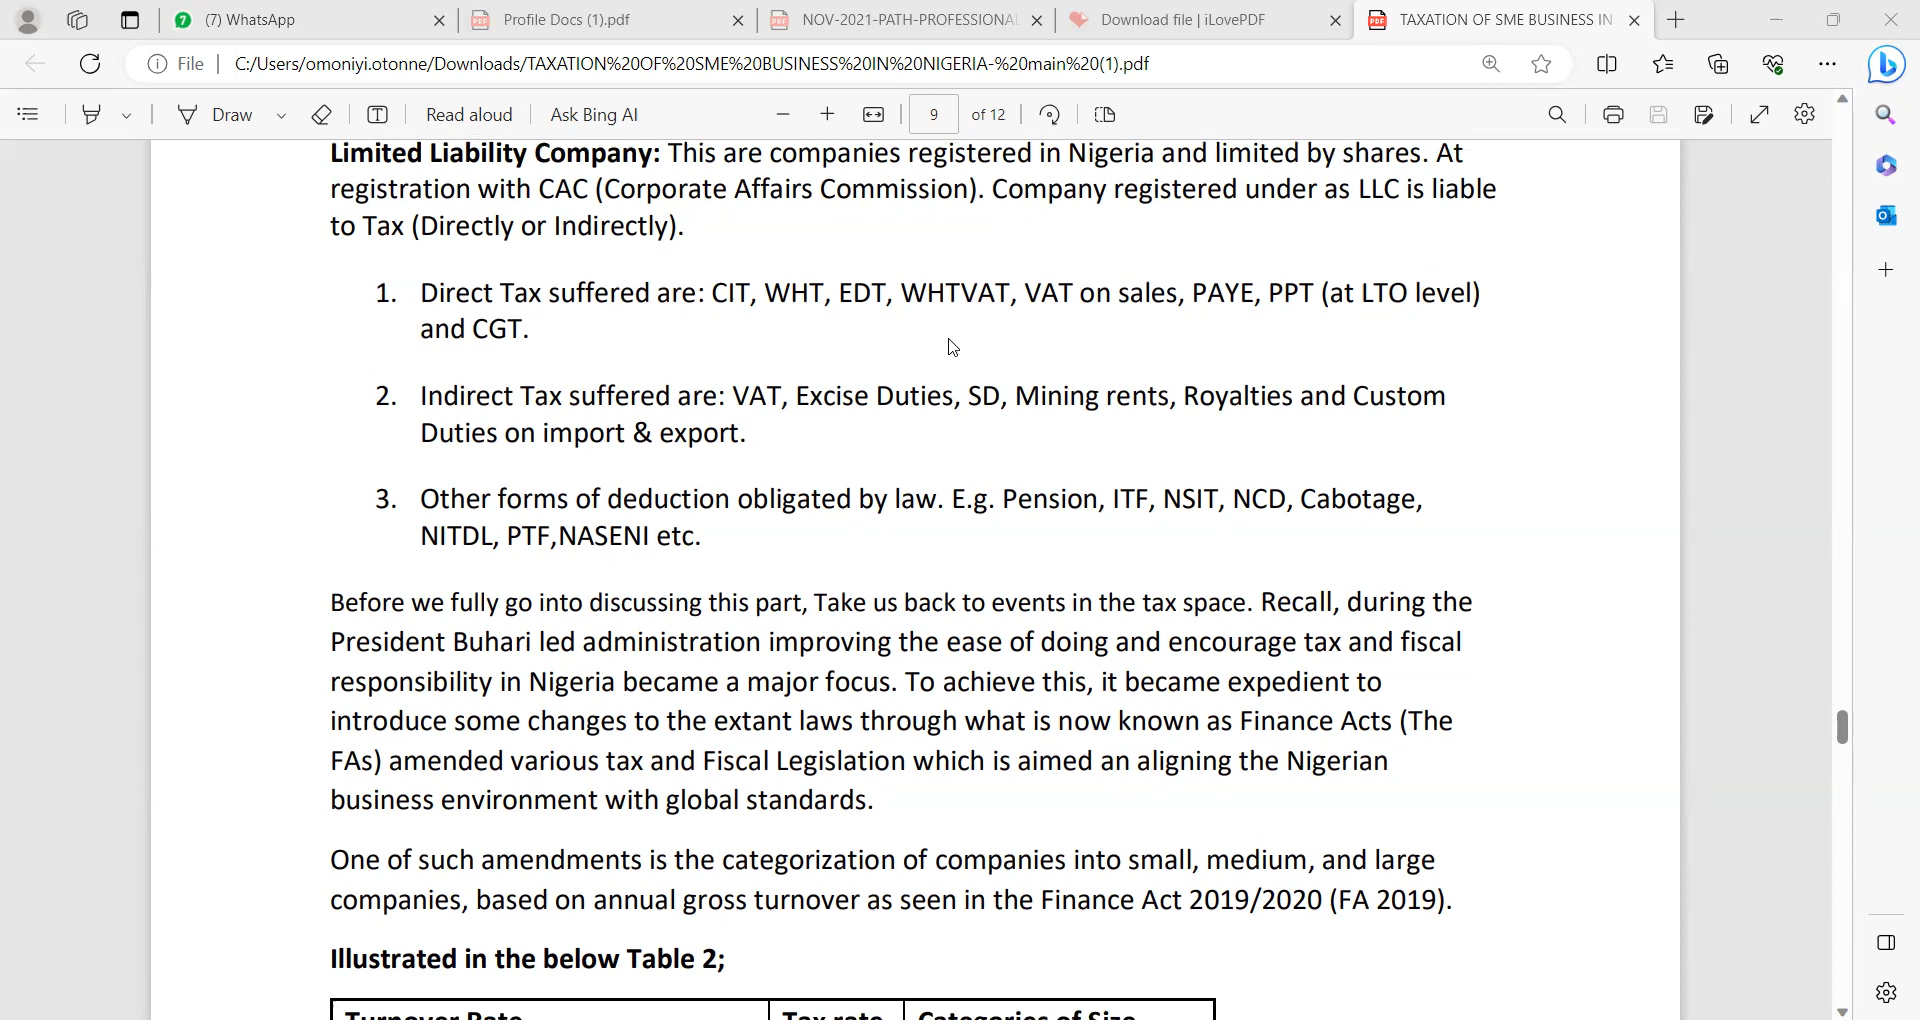 (7) WhatsApp
Profile Docs (1).pdf
NOV-2021-PATH-PROFESSIONAL
Download file | iLovePDF
TAXATION OF SME BUSINESS IN
File
C:/Users/omoniyi.otonne/Downloads/TAXATION%20OF%20SME%20BUSINESS%20IN%20NIGERIA-%20main%20(1).pdf
Draw
Read aloud
Ask Bing AI
9 of 12
Limited Liability Company: This are companies registered in Nigeria and limited by shares. At
registration with CAC (Corporate Affairs Commission). Company registered under as LLC is liable
to Tax (Directly or Indirectly).
1. Direct Tax suffered are: CIT, WHT, EDT, WHTVAT, VAT on sales, PAYE, PPT (at LTO level)
and CGT.
2. Indirect Tax suffered are: VAT, Excise Duties, SD, Mining rents, Royalties and Custom
Duties on import & export.
3. Other forms of deduction obligated by law. E.g. Pension, ITF, NSIT, NCD, Cabotage,
NITDL, PTF,NASENI etc.
Before we fully go into discussing this part, Take us back to events in the tax space. Recall, during the
President Buhari led administration improving the ease of doing and encourage tax and fiscal
responsibility in Nigeria became a major focus. To achieve this, it became expedient to
introduce some changes to the extant laws through what is now known as Finance Acts (The
FAs) amended various tax and Fiscal Legislation which is aimed an aligning the Nigerian
business environment with global standards.
One of such amendments is the categorization of companies into small, medium, and large
companies, based on annual gross turnover as seen in the Finance Act 2019/2020 (FA 2019).
Illustrated in the below Table 2;
Turnover Rate
Tax rate
Categories of Size